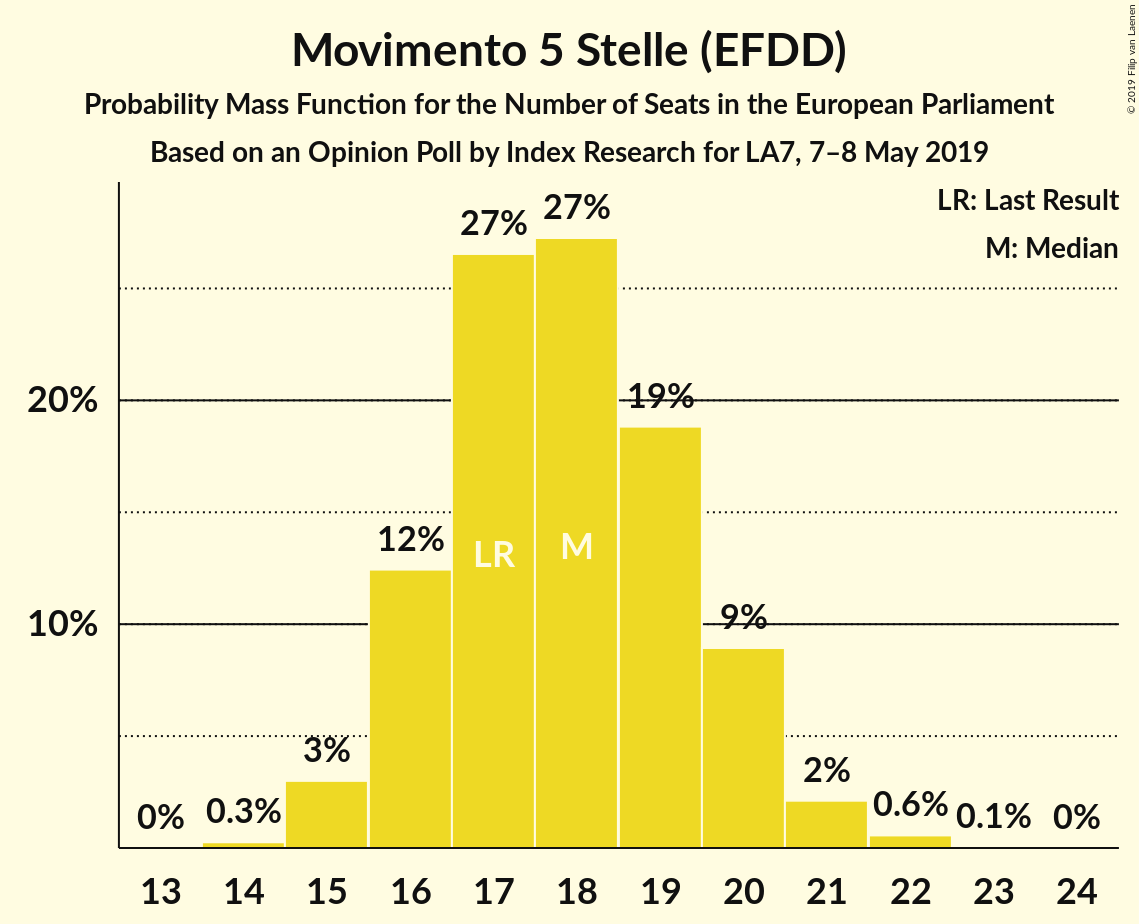 Movimento 5 Stelle (EFDD)
Probability Mass Function for the Number of Seats in the European Parliament
Based on an Opinion Poll by Index Research for LA7, 7–8 May 2019
© 2019 Filip van Laenen
LR: Last Result
M: Median
27%
27%
20%
19%
12%
LR
M
10%
9%
3%
2%
0%
0.3%
0.6%
0.1%
0%
13 14 15 16 17 18 19 20 21 22 23 24